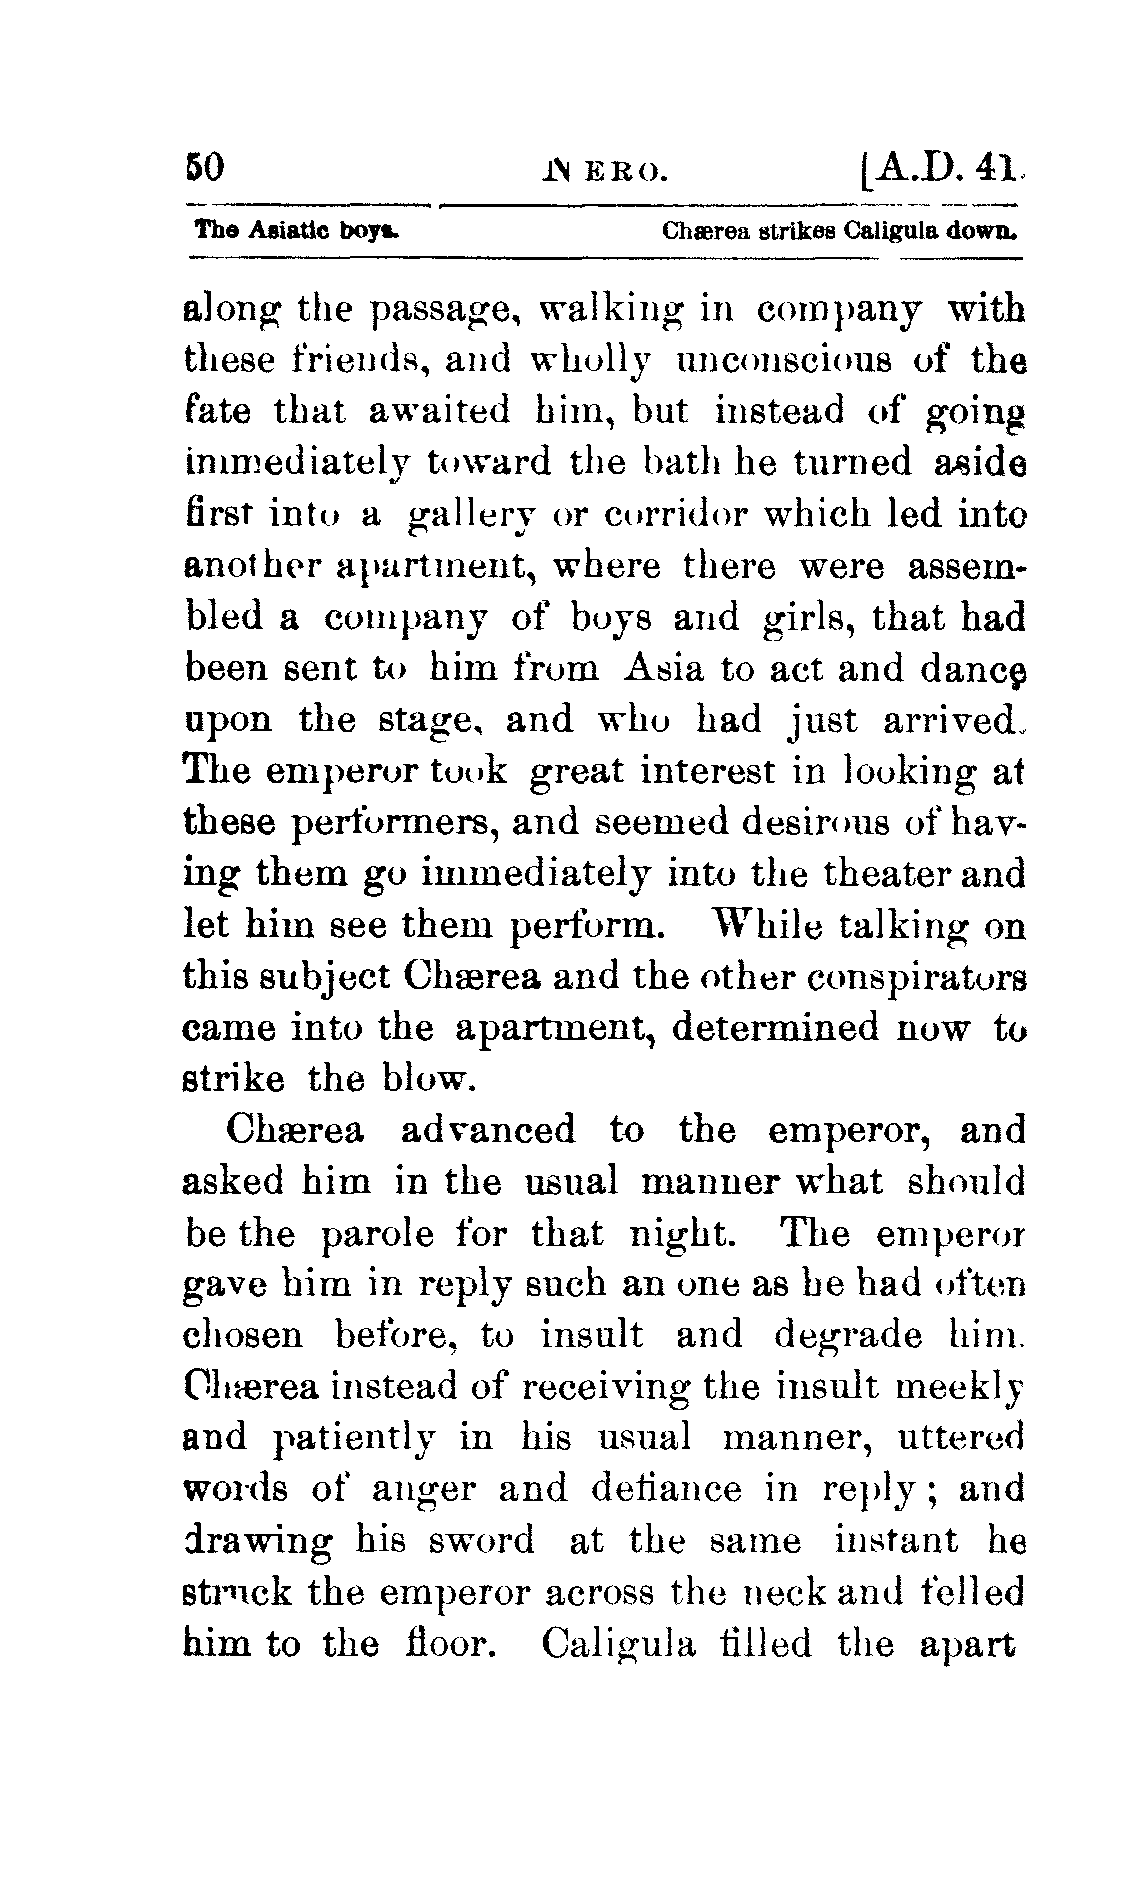 50 NERO. [A.D. 41.
The Asiatic boys. Chærea strikes Caligula down.
along the passage, walking in company with
these friends, and wholly unconscious of the
fate that awaited him, but instead of going
immediately toward the bath he turned aside
first into a gallery or corridor which led into
another apartment, where there were assem-
bled a company of boys and girls, that had
been sent to him from Asia to act and dance
upon the stage, and who had just arrived.
The emperor took great interest in looking at
these performers, and seemed desirous of hav-
ing them go immediately into the theater and
let him see them perform. While talking on
this subject Chærea and the other conspirators
came into the apartment, determined now to
strike the blow.
Chærea advanced to the emperor, and
asked him in the usual manner what should
be the parole for that night. The emperor
gave him in reply such an one as he had often
chosen before, to insult and degrade him.
Chærea instead of receiving the insult meekly
and patiently in his usual manner, uttered
words of anger and defiance in reply; and
drawing his sword at the same instant he
struck the emperor across the neck and felled
him to the floor. Caligula filled the apart